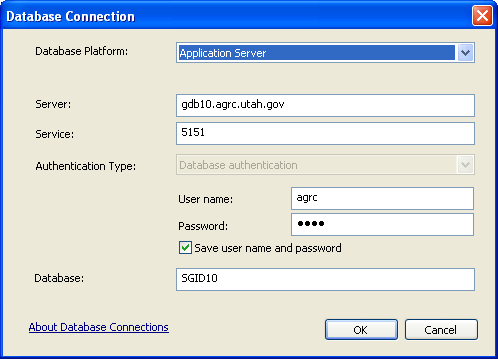 Database Connection
Database Platform: Application Server
Server: gdb10.agrc.utah.gov
Service: 5151
Authentication Type: Database authentication
User name: agrc
Password: ●●●●
Save user name and password
Database: SGID10
About Database Connections OK Cancel